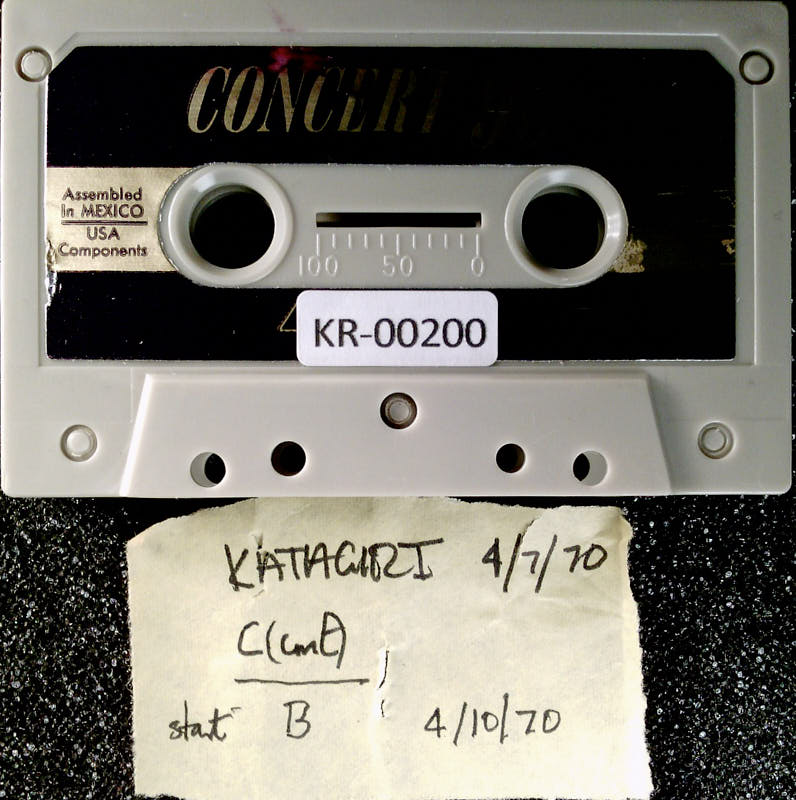 CONCERT
Assembled
In MEXICO
USA
Components
100 50 0
KR-00200
KATAGIRI 4/7/70
C(cont)
start B 4/10/70